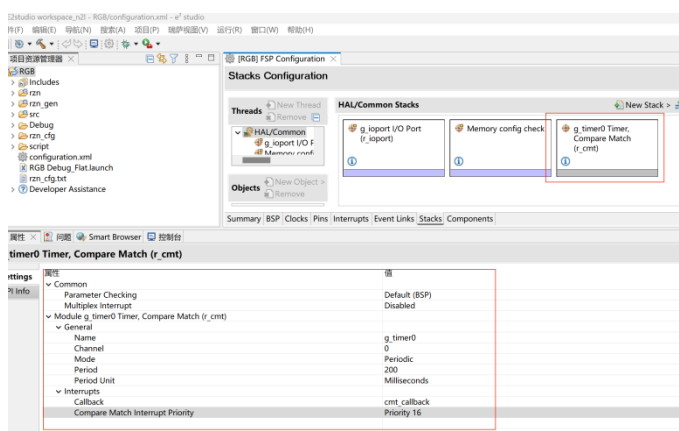 2studio workspace_n2l - RGB/configuration.xml - e² studio
编辑(E) 导航(N) 搜索(A) 项目(P) 瑞萨视图(V) 运行(R) 窗口(W) 帮助(H)
项目资源管理器
[RGB] FSP Configuration
RGB
Includes
rzn
rzn_gen
src
Debug
rzn_cfg
script
configuration.xml
RGB Debug_Flat.launch
rzn_cfg.txt
Developer Assistance
Stacks Configuration
Threads
New Thread
Remove
HAL/Common
g_ioport I/O P
Memory confi
Objects
New Object >
Remove
HAL/Common Stacks
New Stack >
g_ioport I/O Port
(r_ioport)
Memory config check
g_timer0 Timer,
Compare Match
(r_cmt)
Summary BSP Clocks Pins Interrupts Event Links Stacks Components
属性 问题 Smart Browser 控制台
timer0 Timer, Compare Match (r_cmt)
ettings
PI Info
属性 值
Common
Parameter Checking Default (BSP)
Multiplex Interrupt Disabled
Module g_timer0 Timer, Compare Match (r_cmt)
General
Name g_timer0
Channel 0
Mode Periodic
Period 200
Period Unit Milliseconds
Interrupts
Callback cmt_callback
Compare Match Interrupt Priority Priority 16